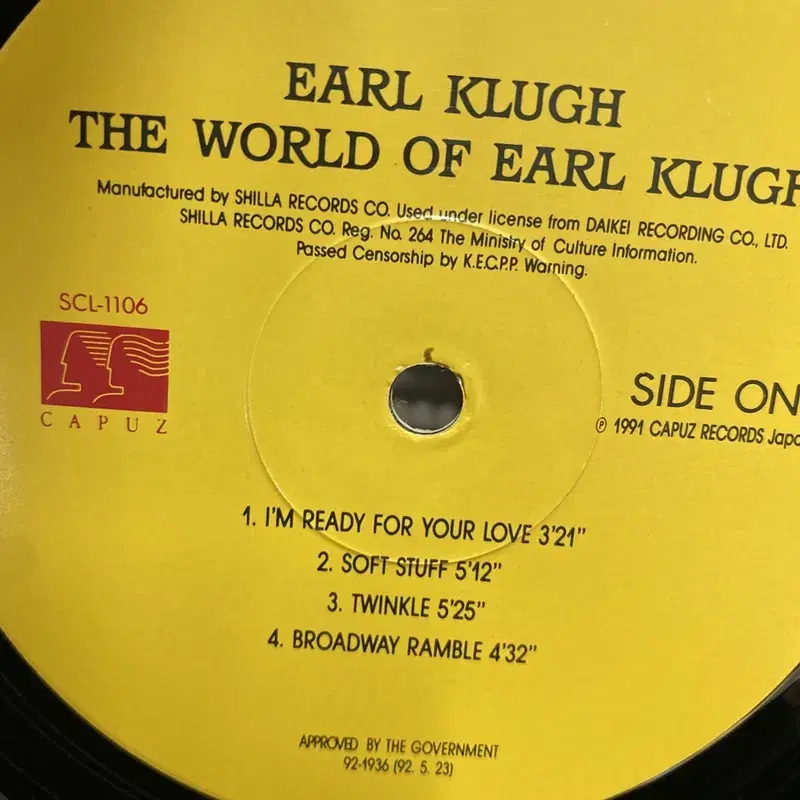 EARL KLUGH
THE WORLD OF EARL KLUGH
Manufactured by SHILLA RECORDS CO. Used under license from DAIKEI RECORDING CO., LTD.
SHILLA RECORDS CO. Reg. No. 264 The Ministry of Culture Information.
Passed Censorship by K.E.C.P.P. Warning.
SCL-1106
CAPUZ
SIDE ON
℗ 1991 CAPUZ RECORDS Japa
1. I'M READY FOR YOUR LOVE 3'21"
2. SOFT STUFF 5'12"
3. TWINKLE 5'25"
4. BROADWAY RAMBLE 4'32"
APPROVED BY THE GOVERNMENT
92-1936 (92. 5. 23)